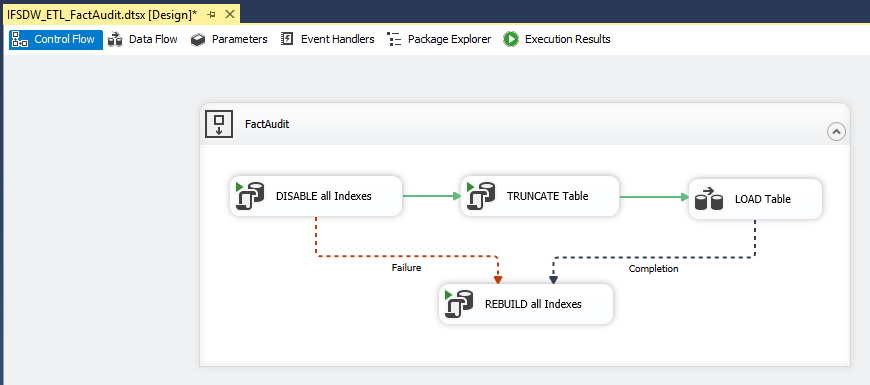 IFSDW_ETL_FactAudit.dtsx [Design]*
Control Flow Data Flow Parameters Event Handlers Package Explorer Execution Results
FactAudit
DISABLE all Indexes TRUNCATE Table LOAD Table
Failure Completion
REBUILD all Indexes